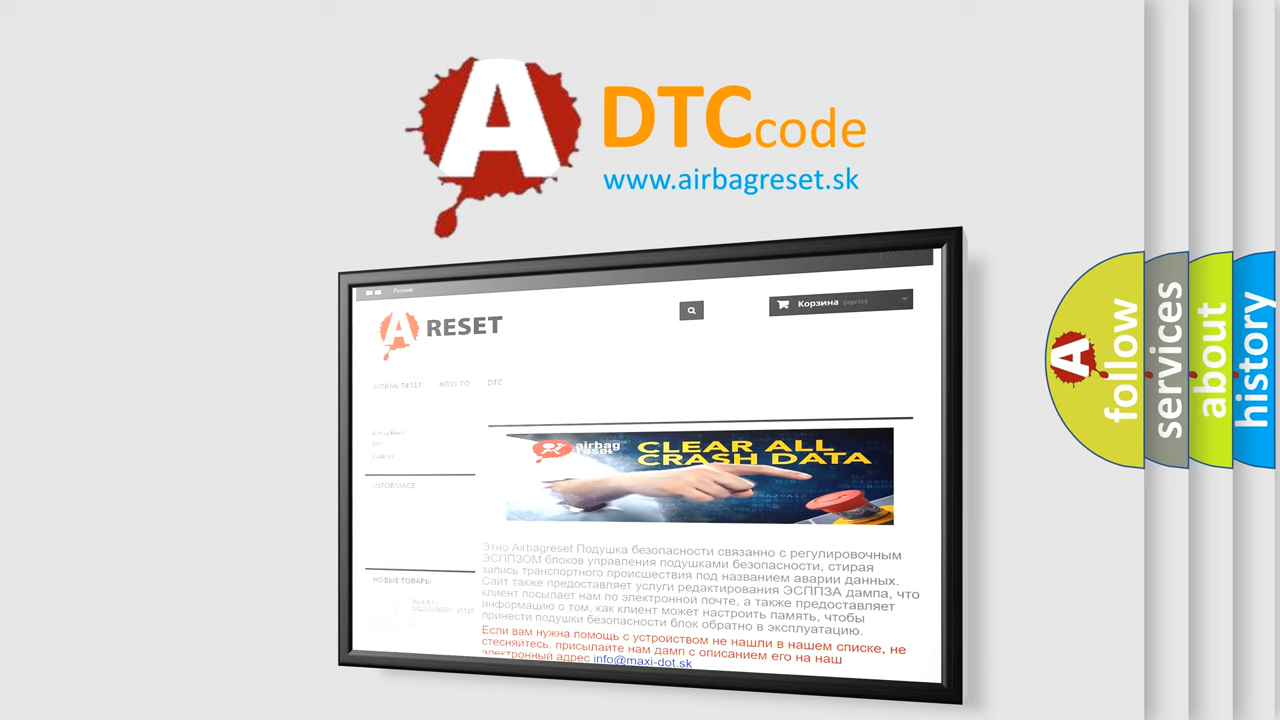 A DTC code
www.airbagreset.sk
Русский
A RESET
Корзина (пусто)
AIRBAG RESET HOW TO DTC
Airbag Reset
DTC
INFORMACE
airbag reset
CLEAR ALL
CRASH DATA
Этно Airbagreset Подушка безопасности связанно с регулировочным
ЭСППЗОМ блоков управления подушками безопасности, стирая
запись транспортного происшествия под названием аварии данных.
Сайт также предоставляет услуги редактирования ЭСППЗА дампа, что
клиент посылает нам по электронной почте, а также предоставляет
информацию о том, как клиент может настроить память, чтобы
принести подушки безопасности блок обратно в эксплуатацию.
Если вам нужна помощь с устройством не нашли в нашем списке, не
стесняйтесь, присылайте нам дамп с описанием его на наш
электронный адрес info@maxi-dot.sk
НОВЫЕ ТОВАРЫ
A follow
services
about
history